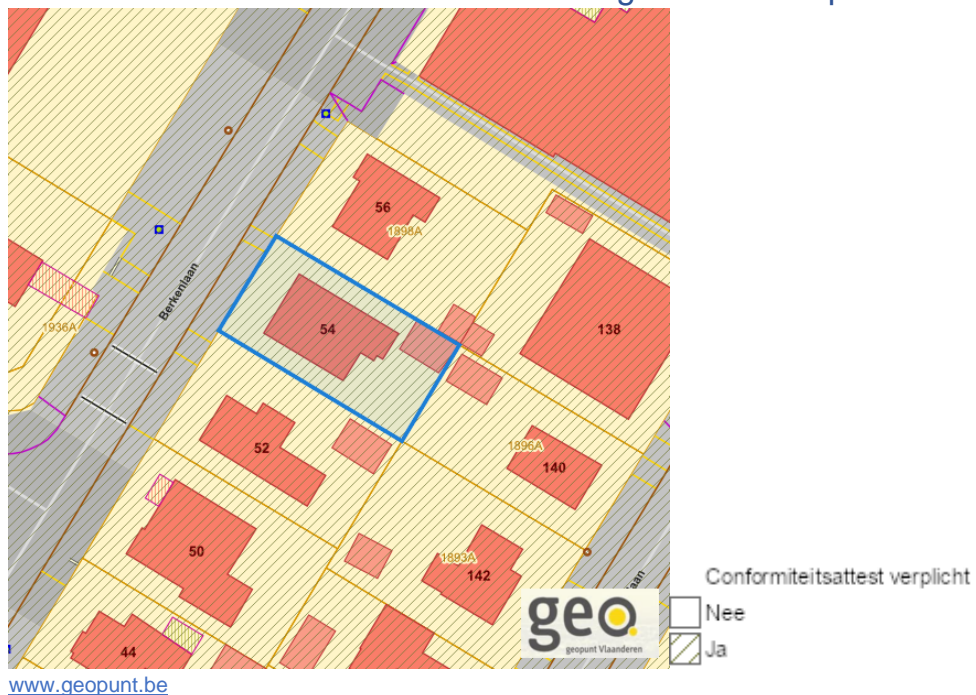 56
1898A
Berkenlaan
54
138
1936A
52
1896A
140
50
1893A
142
44
laan
geo.
geopunt Vlaanderen
Conformiteitsattest verplicht
Nee
Ja
www.geopunt.be